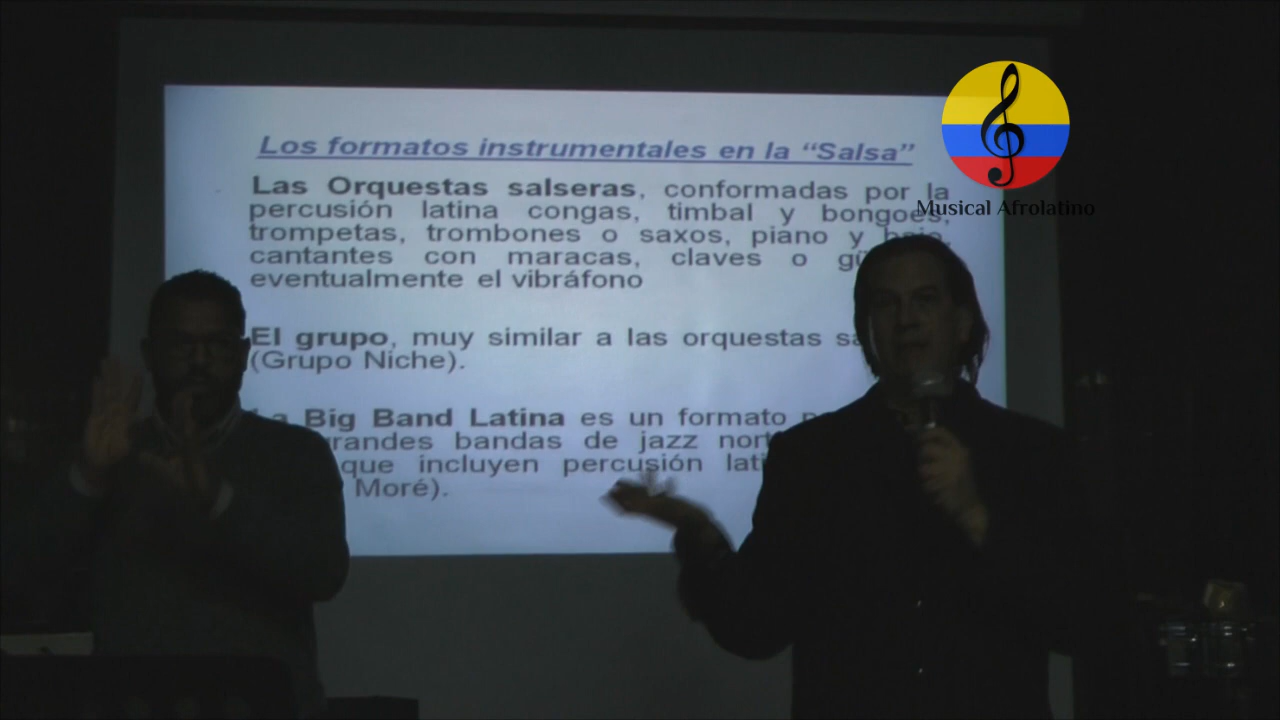 Los formatos instrumentales en la “Salsa”
Las Orquestas salseras, conformadas por la
percusión latina congas, timbal y bongoes,
trompetas, trombones o saxos, piano y bajo,
cantantes con maracas, claves o
eventualmente el vibráfono
El grupo, muy similar a las orquestas
(Grupo Niche).
Big Band Latina es un formato
bandas de jazz
que incluyen percusión
Moré).
Musical Afrolatino